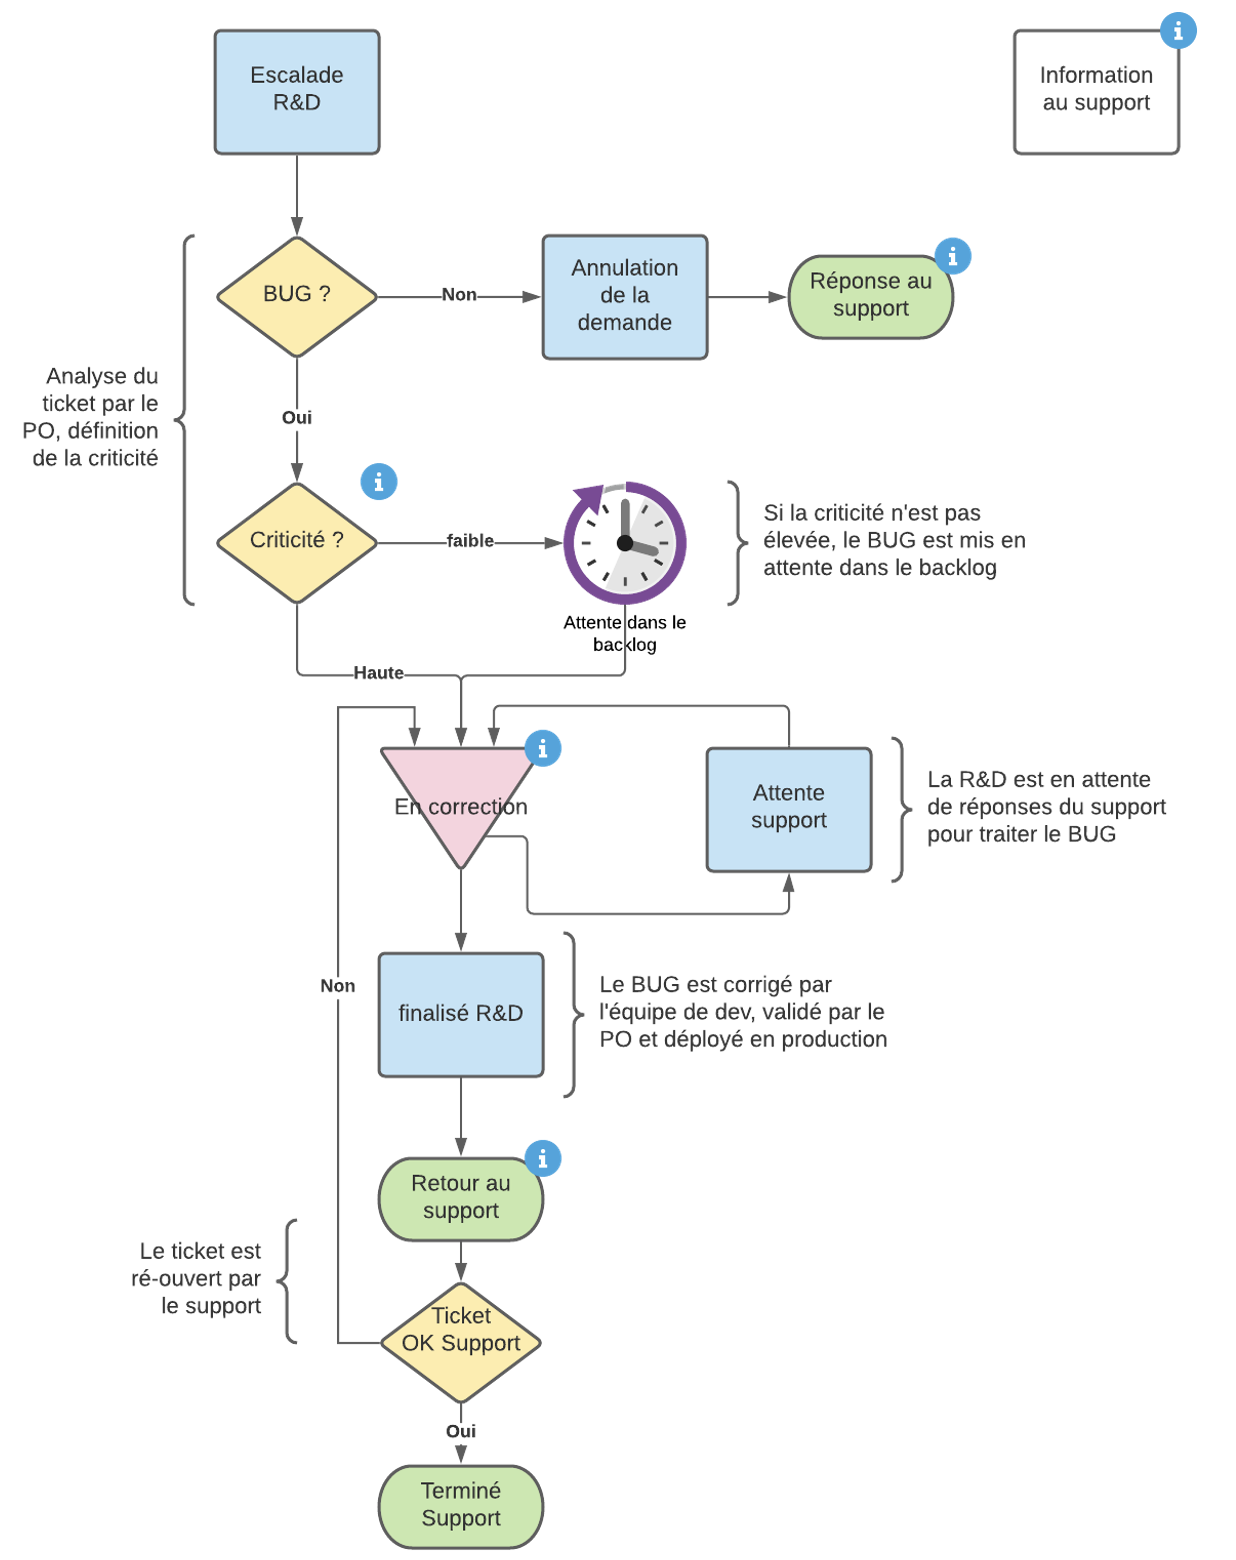 Escalade
R&D
Information
au support
BUG ?
Non
Annulation
de la
demande
Réponse au
support
Analyse du
ticket par le
PO, définition
de la criticité
Oui
Criticité ?
faible
Attente dans le
backlog
Si la criticité n'est pas
élevée, le BUG est mis en
attente dans le backlog
Haute
En correction
Attente
support
La R&D est en attente
de réponses du support
pour traiter le BUG
Non
finalisé R&D
Le BUG est corrigé par
l'équipe de dev, validé par le
PO et déployé en production
Retour au
support
Le ticket est
ré-ouvert par
le support
Ticket
OK Support
Oui
Terminé
Support